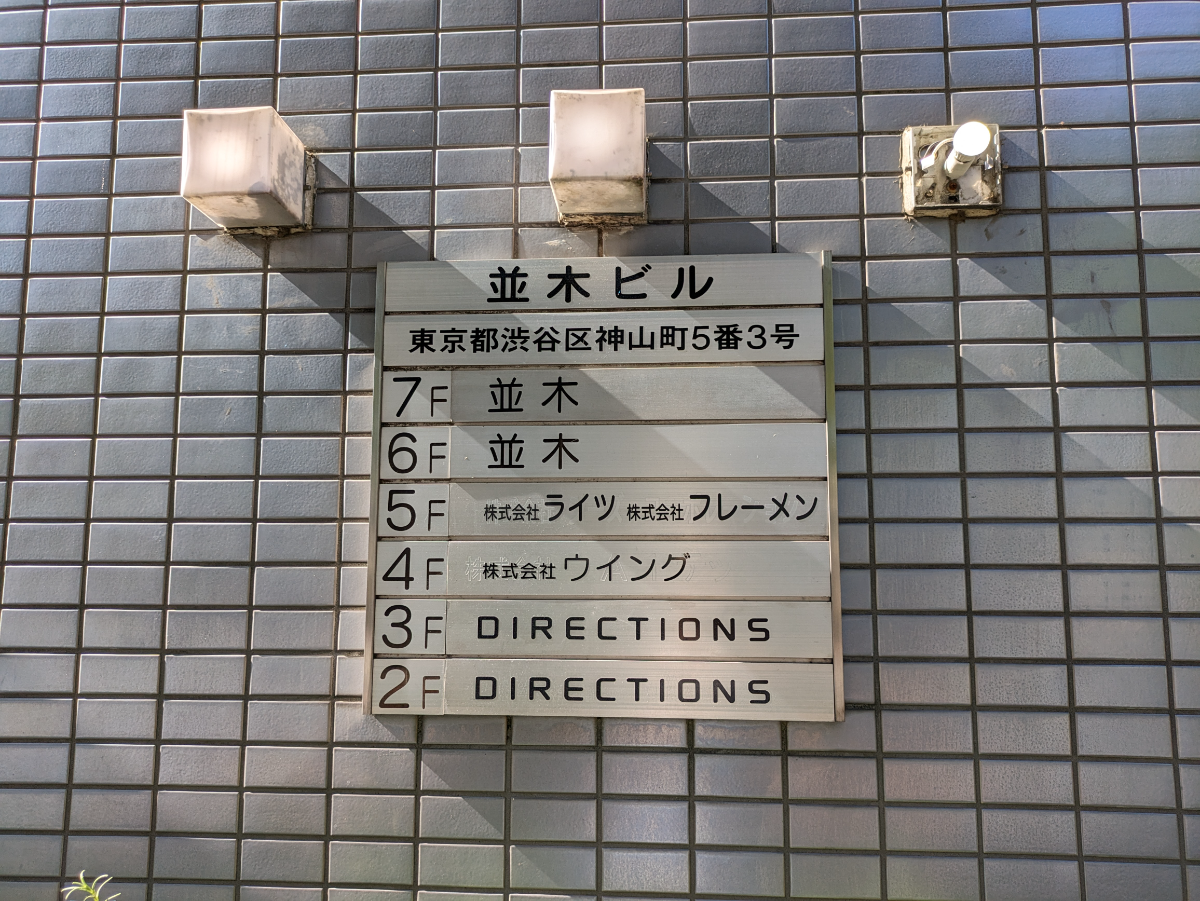 並木ビル
東京都渋谷区神山町5番3号
7F 並木
6F 並木
5F 株式会社ライツ 株式会社フレーメン
4F 株式会社ウイング
3F DIRECTIONS
2F DIRECTIONS